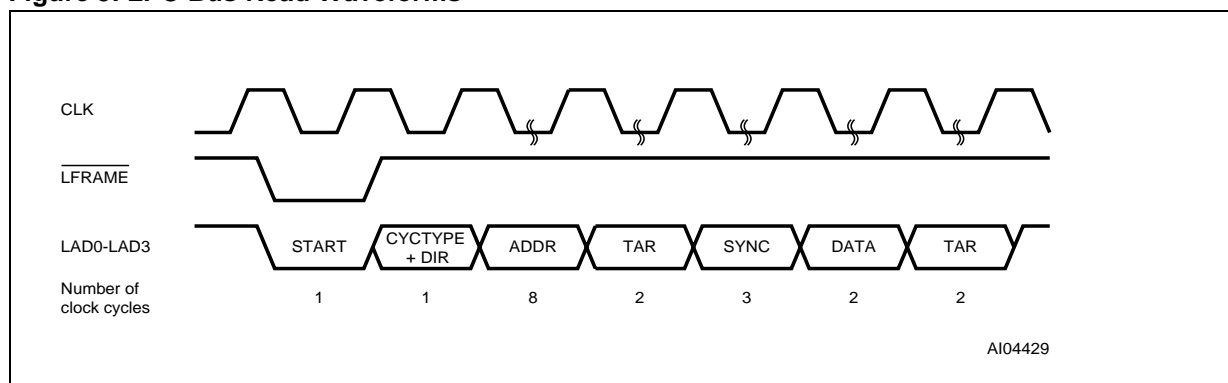 CLK
LFRAME
LAD0-LAD3
START
CYCTYPE
+ DIR
ADDR
TAR
SYNC
DATA
TAR
Number of
clock cycles
1
1
8
2
3
2
2
AI04429